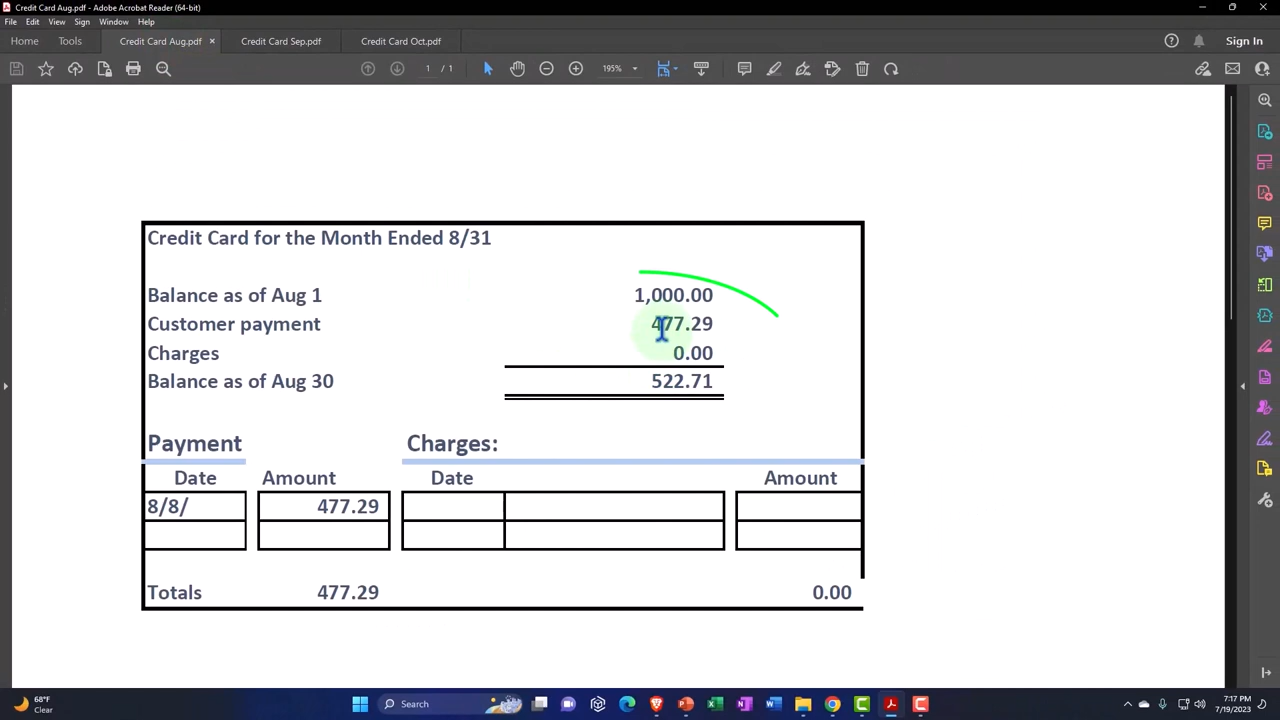 Credit Card Aug.pdf - Adobe Acrobat Reader (64-bit)
File Edit View Sign Window Help
Home Tools Credit Card Aug.pdf × Credit Card Sep.pdf Credit Card Oct.pdf Sign In
1 / 1 195%
Credit Card for the Month Ended 8/31
Balance as of Aug 1 1,000.00
Customer payment 477.29
Charges 0.00
Balance as of Aug 30 522.71
Payment Charges:
Date Amount Date Amount
8/8/ 477.29
Totals 477.29 0.00
68°F
Clear
Search
7:17 PM
7/19/2023